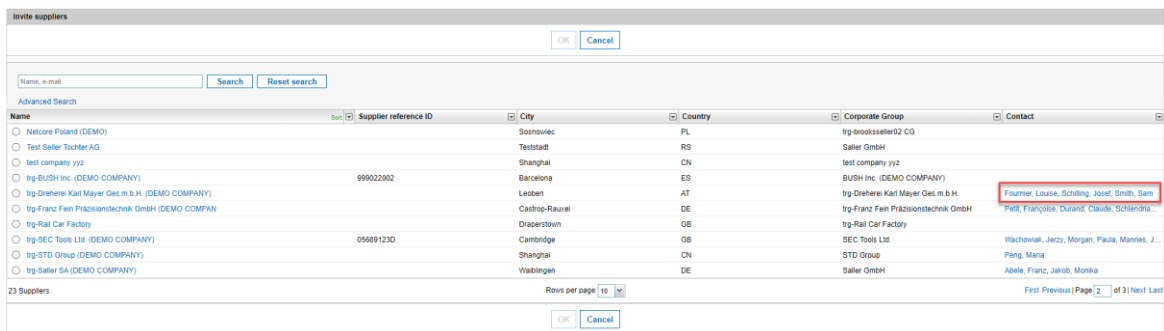 Invite suppliers
OK Cancel
Name, e-mail Search Reset search
Advanced Search
Name Sort Supplier reference ID City Country Corporate Group Contact
Netcore Poland (DEMO) Sosnowiec PL trg-brooksseller02 CG
Test Seller Tochter AG Teststadt RS Saller GmbH
test company yyz Shanghai CN test company yyz
trg-BUSH Inc. (DEMO COMPANY) 999022002 Barcelona ES BUSH Inc. (DEMO COMPANY)
trg-Dreherei Karl Mayer Ges.m.b.H. (DEMO COMPANY) Leoben AT trg-Dreherei Karl Mayer Ges.m.b.H. Fournier, Louise, Schilling, Josef, Smith, Sam
trg-Franz Fein Präzisionstechnik GmbH (DEMO COMPAN Castrop-Rauxel DE trg-Franz Fein Präzisionstechnik GmbH Petit, Françoise, Durand, Claude, Schlendria...
trg-Rail Car Factory Draperstown GB trg-Rail Car Factory
trg-SEC Tools Ltd. (DEMO COMPANY) 05689123D Cambridge GB SEC Tools Ltd. Wachowiak, Jerzy, Morgan, Paula, Mannes, J...
trg-STD Group (DEMO COMPANY) Shanghai CN STD Group Peng, Maria
trg-Saller SA (DEMO COMPANY) Waiblingen DE Saller GmbH Abele, Franz, Jakob, Monika
23 Suppliers Rows per page 10 First Previous | Page 2 of 3 | Next Last
OK Cancel